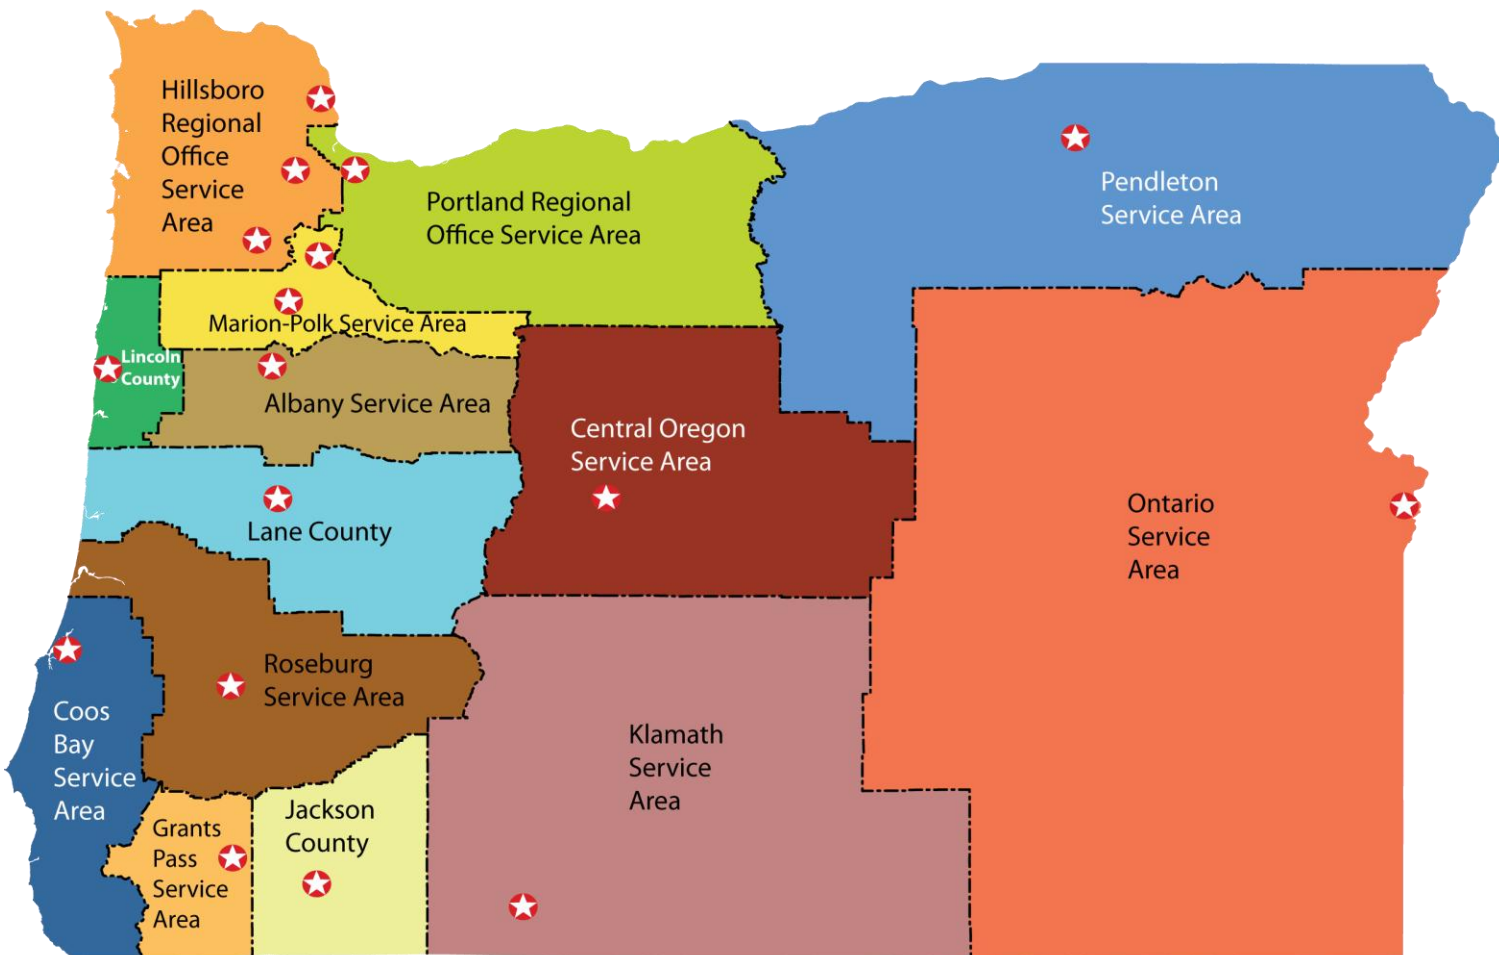 Hillsboro
Regional
Office
Service
Area
Portland Regional
Office Service Area
Pendleton
Service Area
Marion-Polk Service Area
Lincoln
County
Albany Service Area
Central Oregon
Service Area
Lane County
Ontario
Service
Area
Roseburg
Service Area
Coos
Bay
Service
Area
Klamath
Service
Area
Grants
Pass
Service
Area
Jackson
County